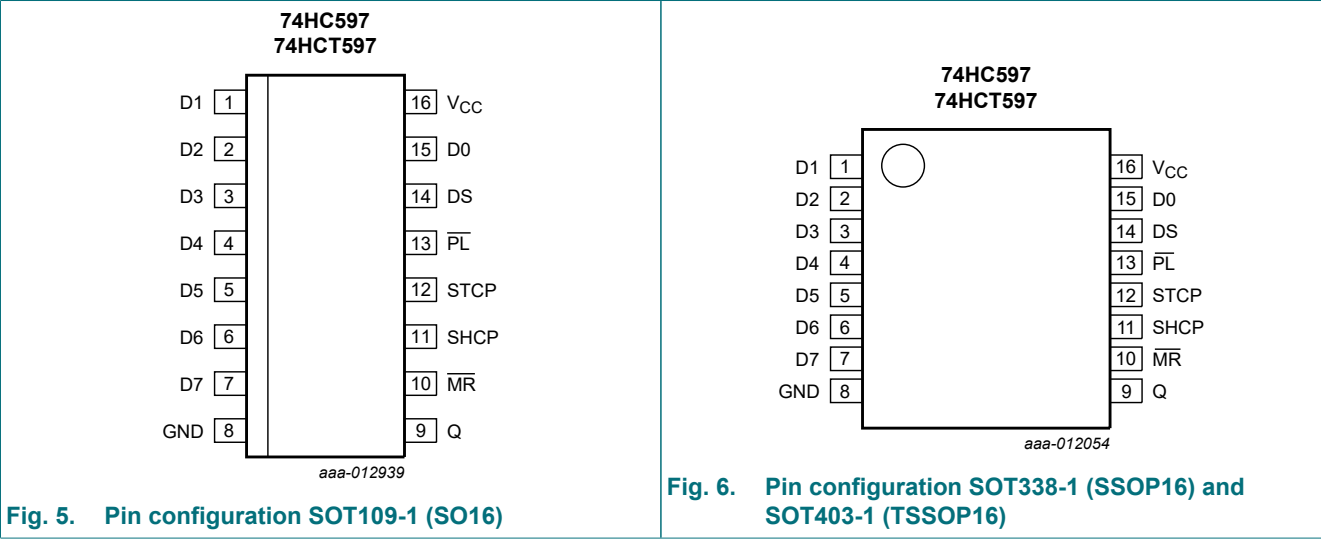 74HC597
74HCT597
D1 1 16 VCC
D2 2 15 D0
D3 3 14 DS
D4 4 13 P̅L̅
D5 5 12 STCP
D6 6 11 SHCP
D7 7 10 M̅R̅
GND 8 9 Q
aaa-012939
Fig. 5. Pin configuration SOT109-1 (SO16)
74HC597
74HCT597
D1 1 16 VCC
D2 2 15 D0
D3 3 14 DS
D4 4 13 P̅L̅
D5 5 12 STCP
D6 6 11 SHCP
D7 7 10 M̅R̅
GND 8 9 Q
aaa-012054
Fig. 6. Pin configuration SOT338-1 (SSOP16) and
SOT403-1 (TSSOP16)